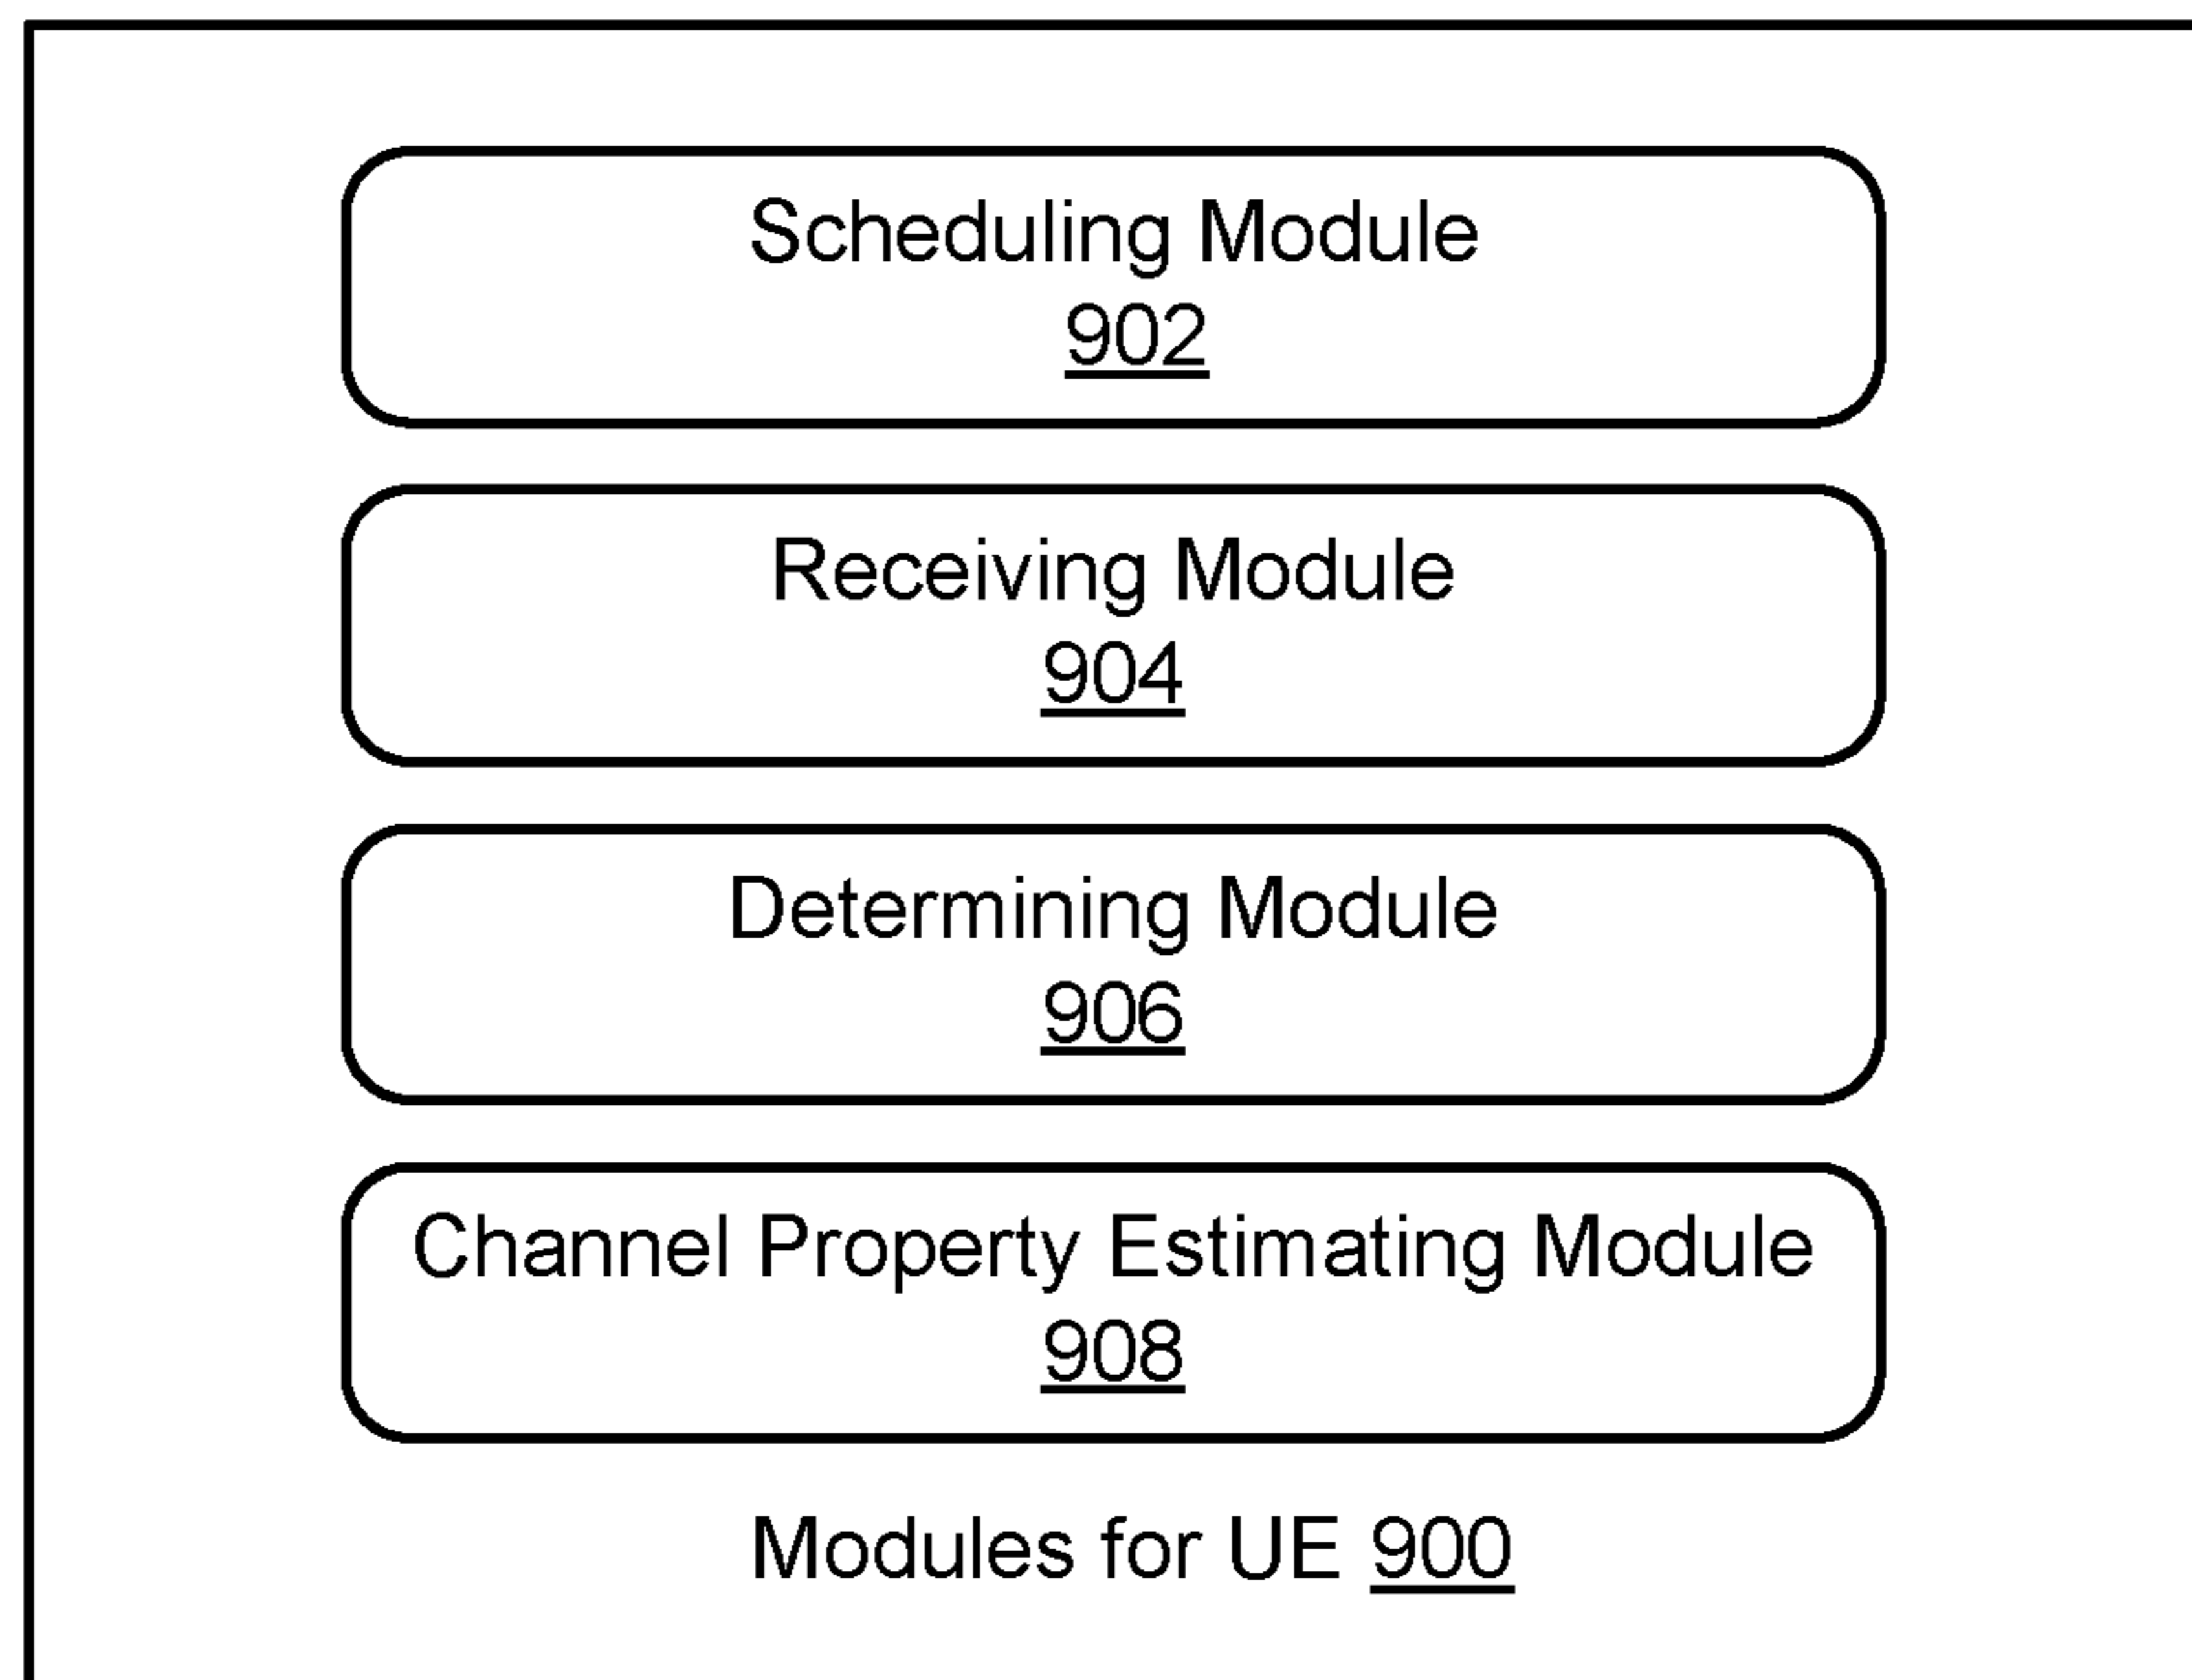 Scheduling Module
902
Receiving Module
904
Determining Module
906
Channel Property Estimating Module
908
Modules for UE 900